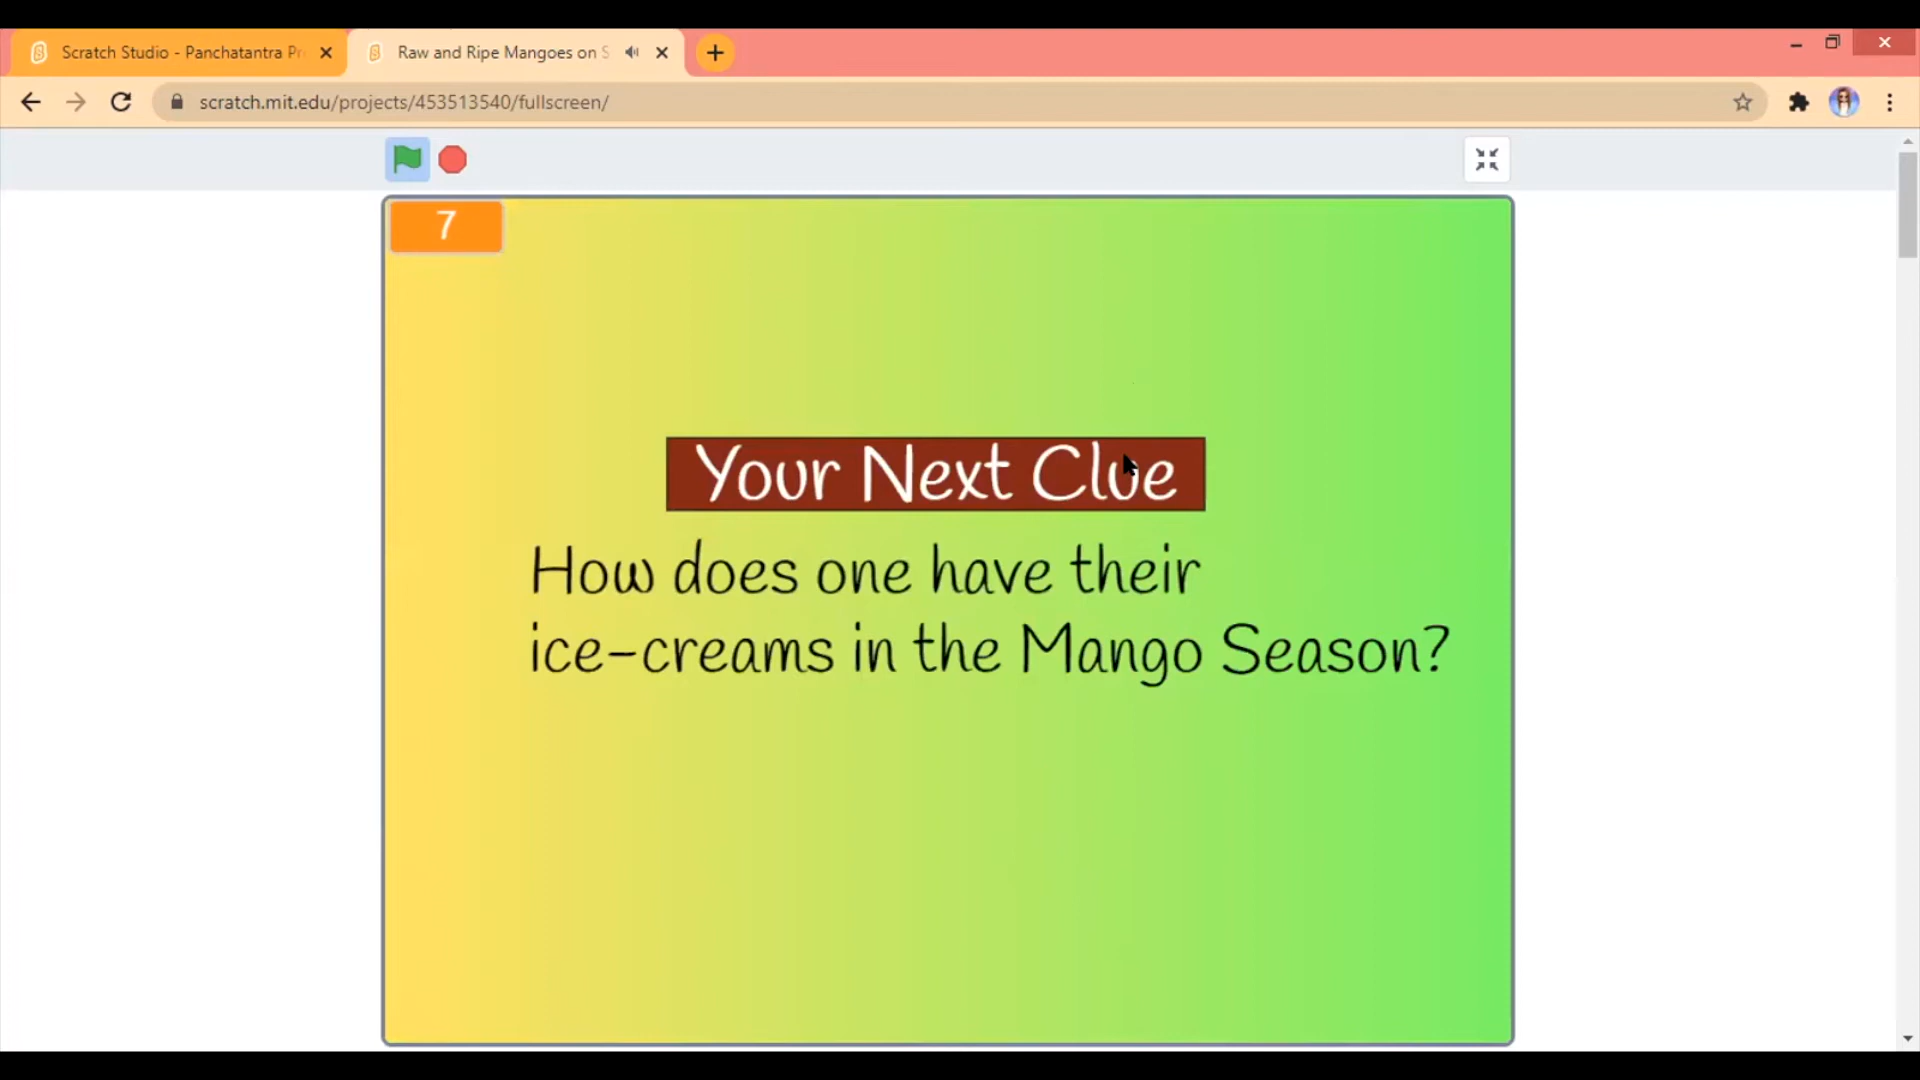 Scratch Studio - Panchatantra Pr
Raw and Ripe Mangoes on S
scratch.mit.edu/projects/453513540/fullscreen/
7
Your Next Clue
How does one have their
ice-creams in the Mango Season?